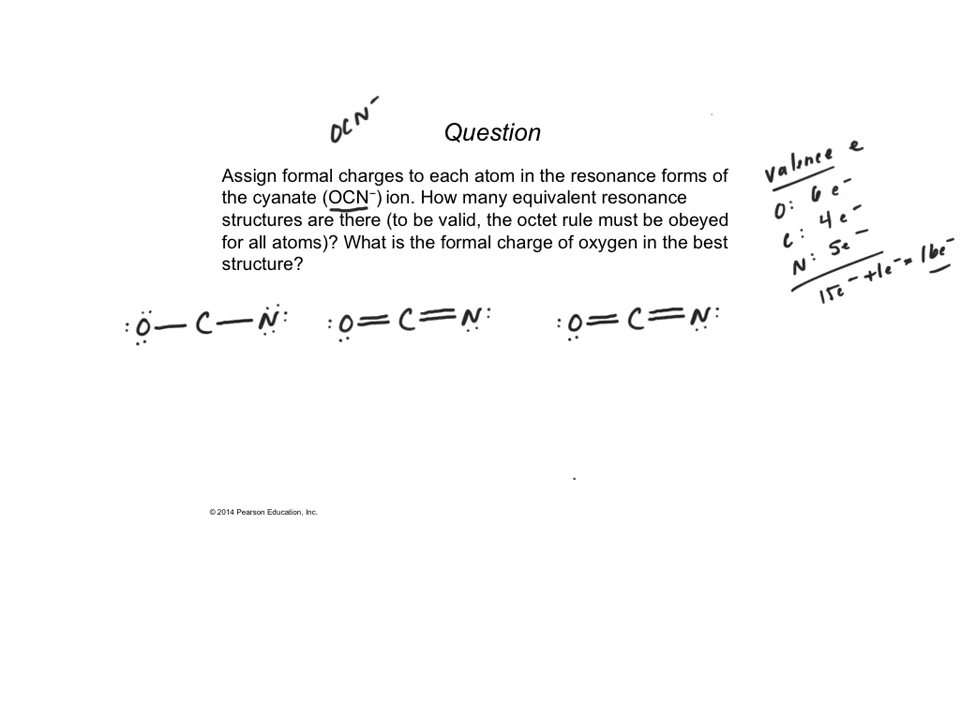 OCN⁻
Question
Assign formal charges to each atom in the resonance forms of
the cyanate (OCN⁻) ion. How many equivalent resonance
structures are there (to be valid, the octet rule must be obeyed
for all atoms)? What is the formal charge of oxygen in the best
structure?
valence e
O: 6 e⁻
C: 4 e⁻
N: 5e⁻
15e⁻ + 1e⁻ = 16e⁻
:O — C — N: :O = C = N: :O = C = N:
© 2014 Pearson Education, Inc.